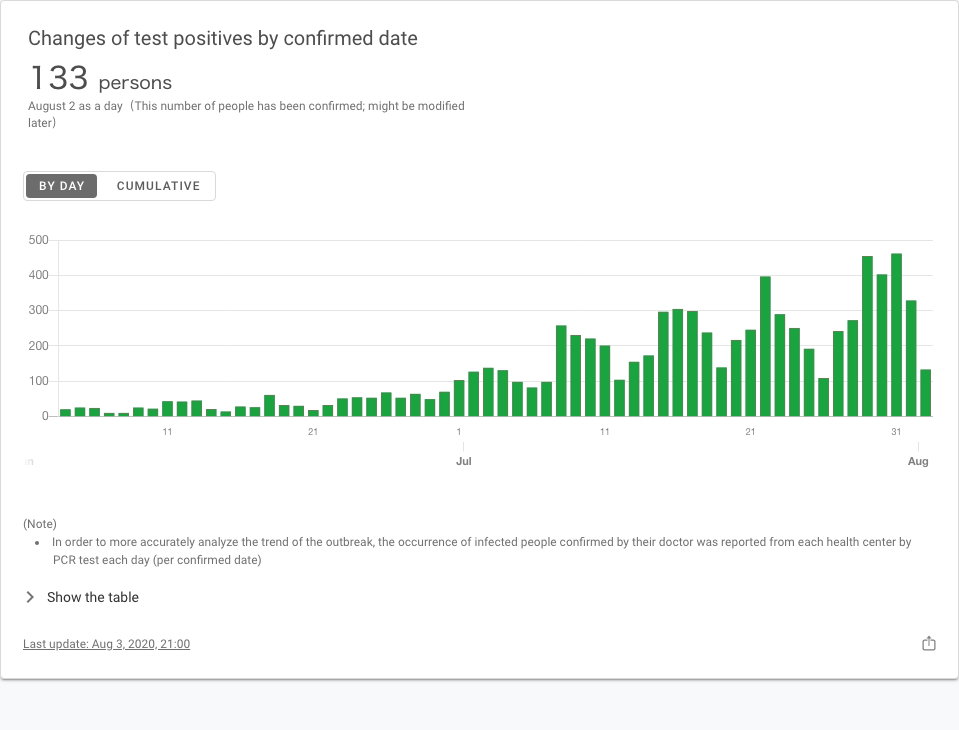 Changes of test positives by confirmed date
133 persons
August 2 as a day（This number of people has been confirmed; might be modified
later）
BY DAY CUMULATIVE
500
400
300
200
100
0
11 21 1 11 21 31
n Jul Aug
(Note)
• In order to more accurately analyze the trend of the outbreak, the occurrence of infected people confirmed by their doctor was reported from each health center by
PCR test each day (per confirmed date)
Show the table
Last update: Aug 3, 2020, 21:00